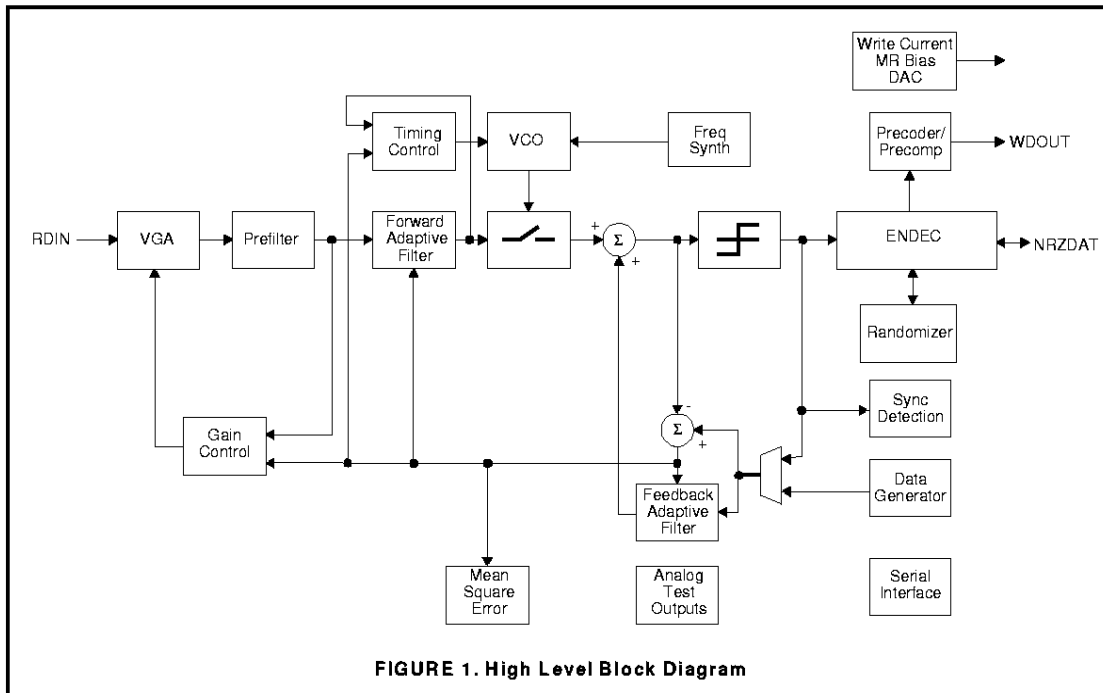 Write Current
MR Bias
DAC
Timing
Control
VCO
Freq
Synth
Precoder/
Precomp
WDOUT
RDIN
VGA
Prefilter
Forward
Adaptive
Filter
+
Σ
+
ENDEC
NRZDAT
Randomizer
-
Σ
+
Sync
Detection
Gain
Control
Feedback
Adaptive
Filter
Data
Generator
Mean
Square
Error
Analog
Test
Outputs
Serial
Interface
FIGURE 1. High Level Block Diagram